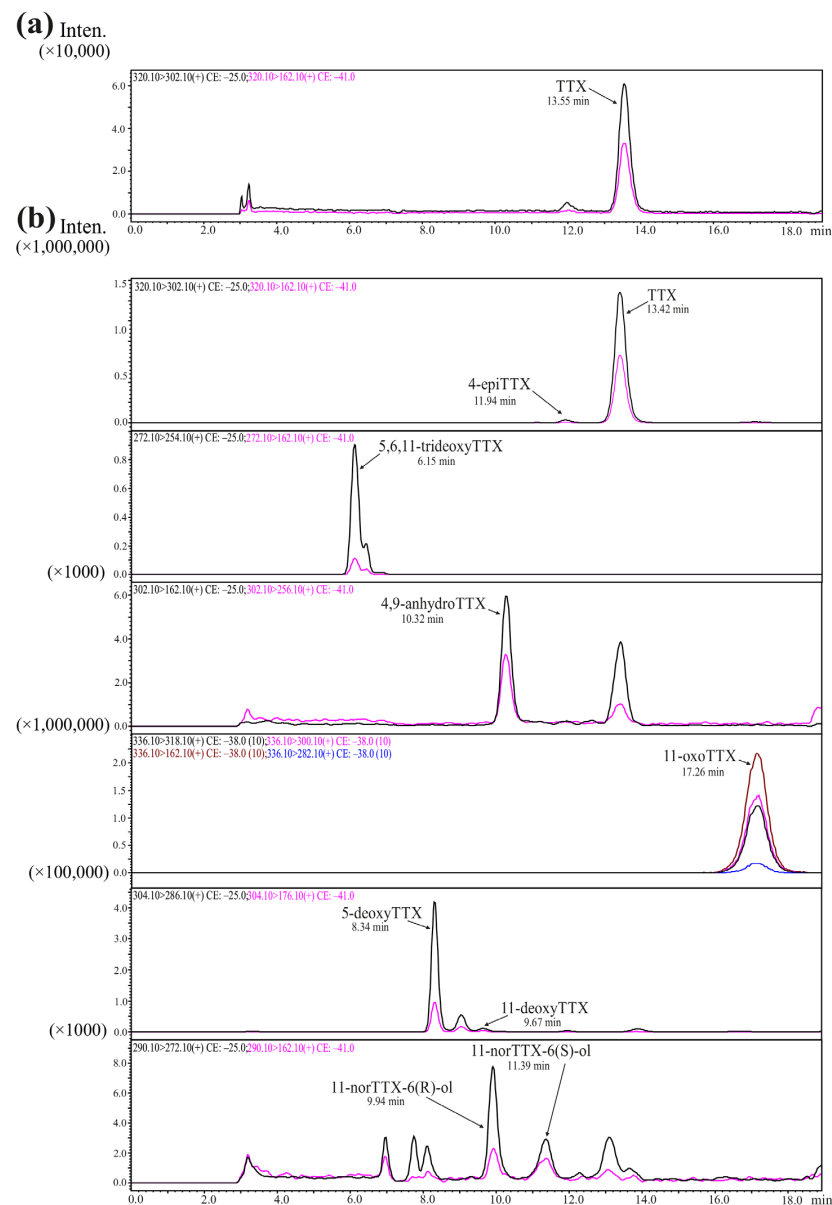 (a) Inten.
(×10,000)
320.10>302.10(+) CE: –25.0;320.10>162.10(+) CE: –41.0
6.0
4.0
2.0
0.0
TTX
13.55 min
0.0 2.0 4.0 6.0 8.0 10.0 12.0 14.0 16.0 18.0 min
(b) Inten.
(×1,000,000)
320.10>302.10(+) CE: –25.0;320.10>162.10(+) CE: –41.0
1.5
1.0
0.5
0.0
TTX
13.42 min
4-epiTTX
11.94 min
272.10>254.10(+) CE: –25.0;272.10>162.10(+) CE: –41.0
0.8
0.6
0.4
0.2
0.0
5,6,11-trideoxyTTX
6.15 min
(×1000)
302.10>162.10(+) CE: –25.0;302.10>256.10(+) CE: –41.0
6.0
4.0
2.0
0.0
4,9-anhydroTTX
10.32 min
(×1,000,000)
336.10>318.10(+) CE: –38.0 (10);336.10>300.10(+) CE: –38.0 (10)
336.10>162.10(+) CE: –38.0 (10);336.10>282.10(+) CE: –38.0 (10)
2.0
1.5
1.0
0.5
0.0
11-oxoTTX
17.26 min
(×100,000)
304.10>286.10(+) CE: –25.0;304.10>176.10(+) CE: –41.0
4.0
3.0
2.0
1.0
0.0
5-deoxyTTX
8.34 min
11-deoxyTTX
9.67 min
(×1000)
290.10>272.10(+) CE: –25.0;290.10>162.10(+) CE: –41.0
8.0
6.0
4.0
2.0
0.0
11-norTTX-6(S)-ol
11.39 min
11-norTTX-6(R)-ol
9.94 min
0.0 2.0 4.0 6.0 8.0 10.0 12.0 14.0 16.0 18.0 min